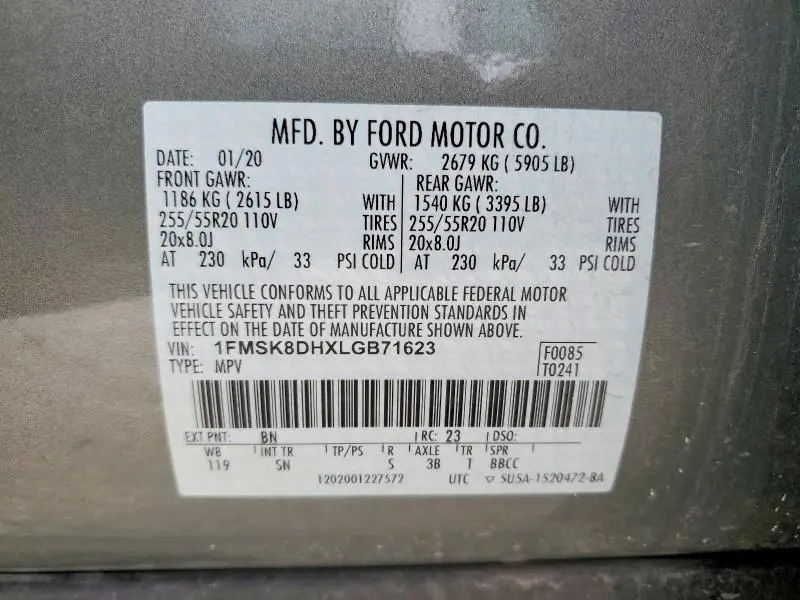 MFD. BY FORD MOTOR CO.
DATE: 01/20 GVWR: 2679 KG ( 5905 LB)
FRONT GAWR: REAR GAWR:
1186 KG ( 2615 LB) WITH 1540 KG ( 3395 LB) WITH
255/55R20 110V TIRES 255/55R20 110V TIRES
20x8.0J RIMS 20x8.0J RIMS
AT 230 kPa/ 33 PSI COLD AT 230 kPa/ 33 PSI COLD
THIS VEHICLE CONFORMS TO ALL APPLICABLE FEDERAL MOTOR
VEHICLE SAFETY AND THEFT PREVENTION STANDARDS IN
EFFECT ON THE DATE OF MANUFACTURE SHOWN ABOVE.
VIN: 1FMSK8DHXLGB71623 F0085
TYPE: MPV T0241
EXT PNT: BN RC: 23 DSO:
WB INT TR TP/PS R AXLE TR SPR
119 SN S 3B T BBCC
1202001227572 UTC ▽ 5U5A-1520472-BA